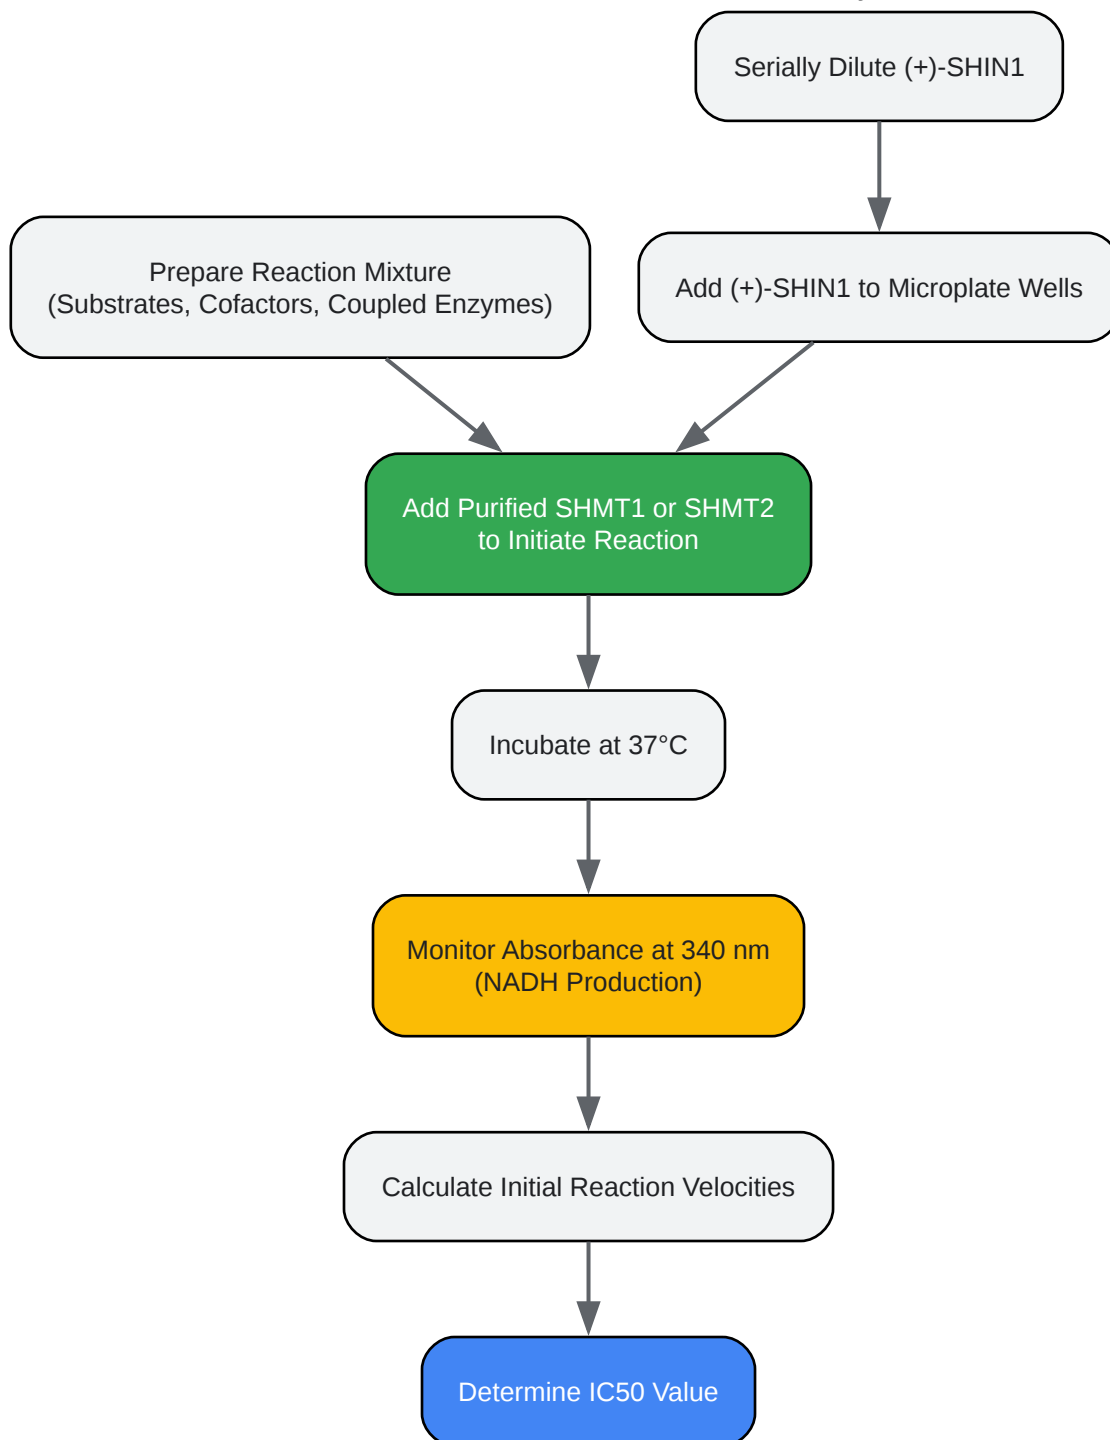 Serially Dilute (+)-SHIN1
Prepare Reaction Mixture
(Substrates, Cofactors, Coupled Enzymes)
Add (+)-SHIN1 to Microplate Wells
Add Purified SHMT1 or SHMT2
to Initiate Reaction
Incubate at 37°C
Monitor Absorbance at 340 nm
(NADH Production)
Calculate Initial Reaction Velocities
Determine IC50 Value